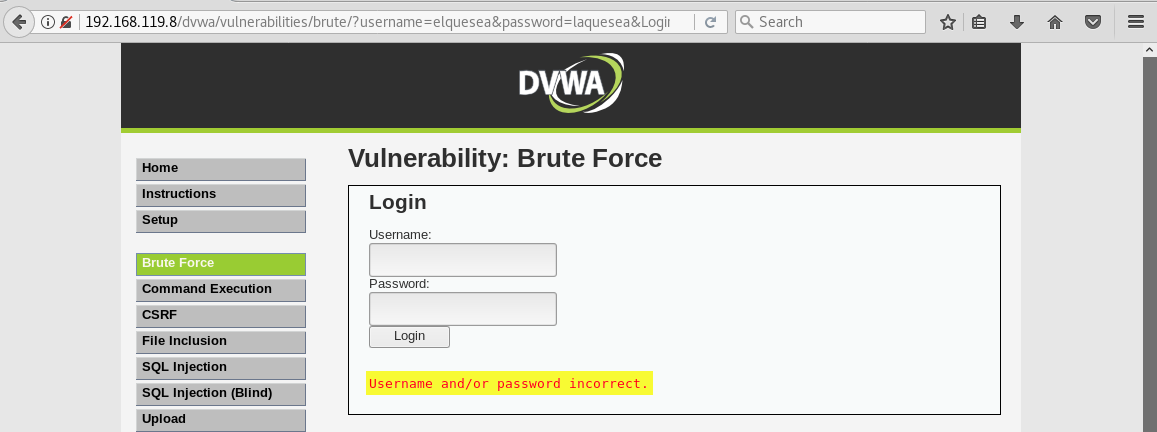 192.168.119.8/dvwa/vulnerabilities/brute/?username=elquesea&password=laquesea&Login
Search
DVWA
Vulnerability: Brute Force
Home
Instructions
Setup
Brute Force
Command Execution
CSRF
File Inclusion
SQL Injection
SQL Injection (Blind)
Upload
Login
Username:
Password:
Login
Username and/or password incorrect.